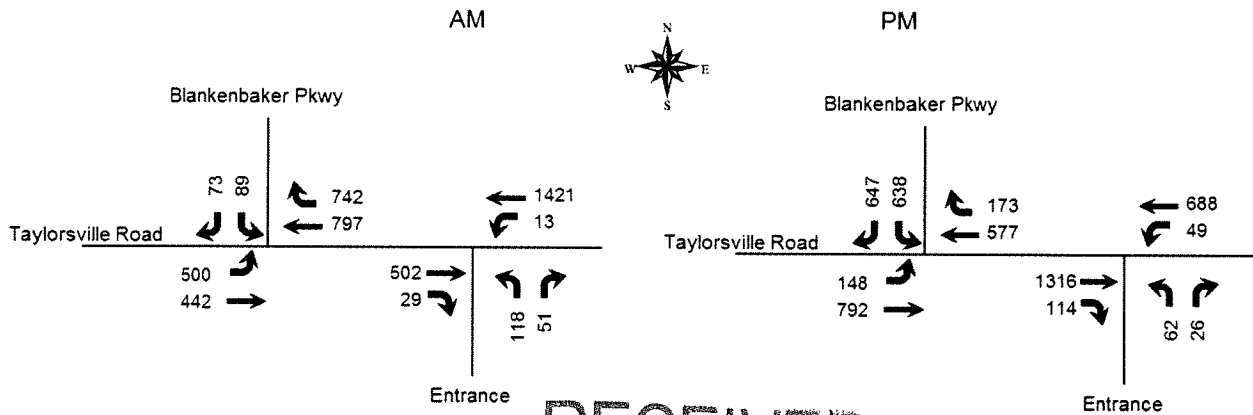 AM
PM
N
W E
S
Blankenbaker Pkwy
73 89
742
797
1421
13
Taylorsville Road
500
442
502
29
118 51
Entrance
Blankenbaker Pkwy
647 638
173
577
688
49
Taylorsville Road
148
792
1316
114
62 26
Entrance